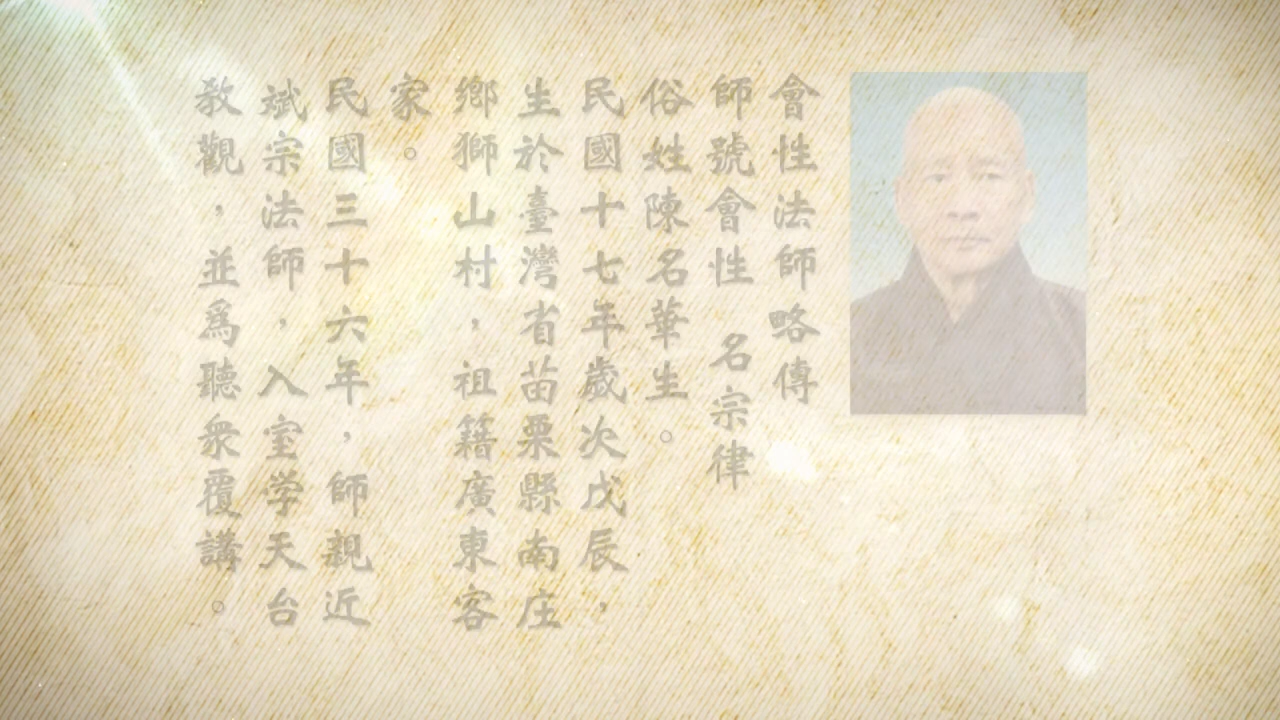 會性法師略傳
師號會性 名宗律
俗姓陳名華生。
民國十七年歲次戊辰，
生於臺灣省苗栗縣南庄
鄉獅山村，祖籍廣東客
家。
民國三十六年，師親近
斌宗法師，入室学天台
教觀，並爲聽衆覆講。